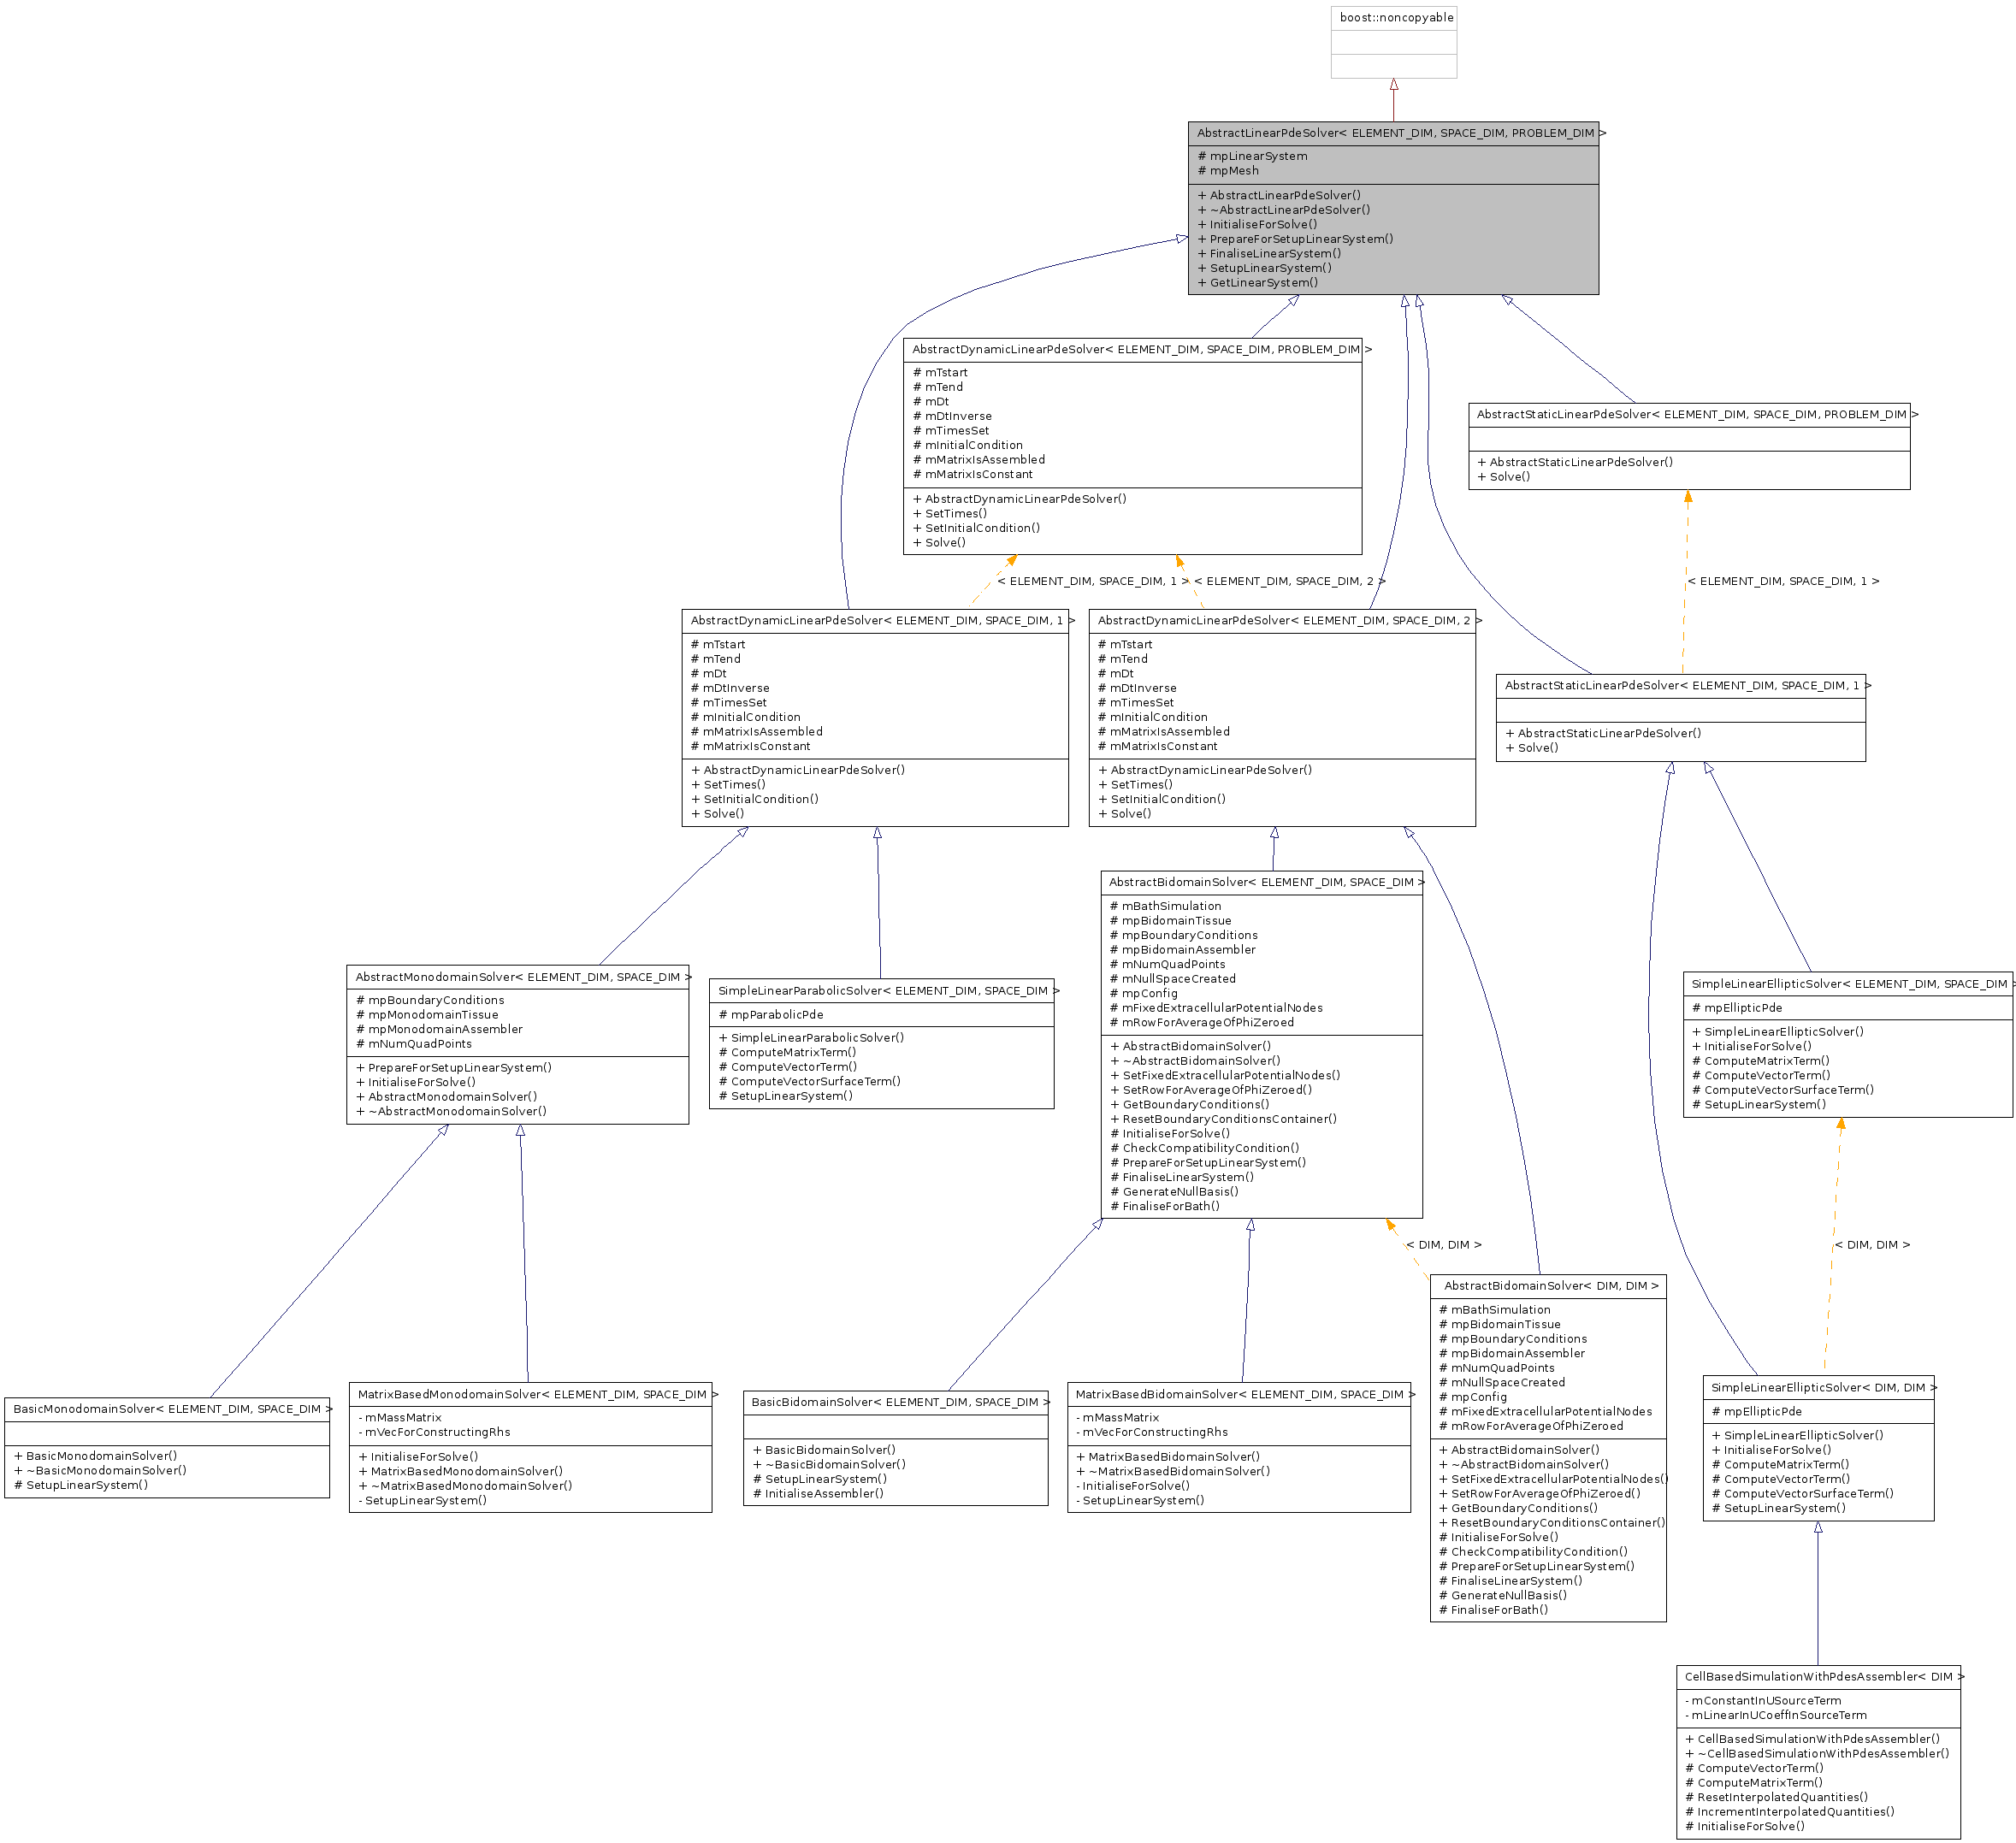 boost::noncopyable
AbstractLinearPdeSolver< ELEMENT_DIM, SPACE_DIM, PROBLEM_DIM >
# mpLinearSystem
# mpMesh
+ AbstractLinearPdeSolver()
+ ~AbstractLinearPdeSolver()
+ InitialiseForSolve()
+ PrepareForSetupLinearSystem()
+ FinaliseLinearSystem()
+ SetupLinearSystem()
+ GetLinearSystem()
AbstractDynamicLinearPdeSolver< ELEMENT_DIM, SPACE_DIM, PROBLEM_DIM >
# mTstart
# mTend
# mDt
# mDtInverse
# mTimesSet
# mInitialCondition
# mMatrixIsAssembled
# mMatrixIsConstant
+ AbstractDynamicLinearPdeSolver()
+ SetTimes()
+ SetInitialCondition()
+ Solve()
AbstractStaticLinearPdeSolver< ELEMENT_DIM, SPACE_DIM, PROBLEM_DIM >
+ AbstractStaticLinearPdeSolver()
+ Solve()
< ELEMENT_DIM, SPACE_DIM, 1 >
< ELEMENT_DIM, SPACE_DIM, 2 >
< ELEMENT_DIM, SPACE_DIM, 1 >
AbstractDynamicLinearPdeSolver< ELEMENT_DIM, SPACE_DIM, 1 >
# mTstart
# mTend
# mDt
# mDtInverse
# mTimesSet
# mInitialCondition
# mMatrixIsAssembled
# mMatrixIsConstant
+ AbstractDynamicLinearPdeSolver()
+ SetTimes()
+ SetInitialCondition()
+ Solve()
AbstractDynamicLinearPdeSolver< ELEMENT_DIM, SPACE_DIM, 2 >
# mTstart
# mTend
# mDt
# mDtInverse
# mTimesSet
# mInitialCondition
# mMatrixIsAssembled
# mMatrixIsConstant
+ AbstractDynamicLinearPdeSolver()
+ SetTimes()
+ SetInitialCondition()
+ Solve()
AbstractStaticLinearPdeSolver< ELEMENT_DIM, SPACE_DIM, 1 >
+ AbstractStaticLinearPdeSolver()
+ Solve()
AbstractMonodomainSolver< ELEMENT_DIM, SPACE_DIM >
# mpBoundaryConditions
# mpMonodomainTissue
# mpMonodomainAssembler
# mNumQuadPoints
+ PrepareForSetupLinearSystem()
+ InitialiseForSolve()
+ AbstractMonodomainSolver()
+ ~AbstractMonodomainSolver()
SimpleLinearParabolicSolver< ELEMENT_DIM, SPACE_DIM >
# mpParabolicPde
+ SimpleLinearParabolicSolver()
# ComputeMatrixTerm()
# ComputeVectorTerm()
# ComputeVectorSurfaceTerm()
# SetupLinearSystem()
AbstractBidomainSolver< ELEMENT_DIM, SPACE_DIM >
# mBathSimulation
# mpBidomainTissue
# mpBoundaryConditions
# mpBidomainAssembler
# mNumQuadPoints
# mNullSpaceCreated
# mpConfig
# mFixedExtracellularPotentialNodes
# mRowForAverageOfPhiZeroed
+ AbstractBidomainSolver()
+ ~AbstractBidomainSolver()
+ SetFixedExtracellularPotentialNodes()
+ SetRowForAverageOfPhiZeroed()
+ GetBoundaryConditions()
+ ResetBoundaryConditionsContainer()
# InitialiseForSolve()
# CheckCompatibilityCondition()
# PrepareForSetupLinearSystem()
# FinaliseLinearSystem()
# GenerateNullBasis()
# FinaliseForBath()
SimpleLinearEllipticSolver< ELEMENT_DIM, SPACE_DIM >
# mpEllipticPde
+ SimpleLinearEllipticSolver()
+ InitialiseForSolve()
# ComputeMatrixTerm()
# ComputeVectorTerm()
# ComputeVectorSurfaceTerm()
# SetupLinearSystem()
< DIM, DIM >
< DIM, DIM >
BasicMonodomainSolver< ELEMENT_DIM, SPACE_DIM >
+ BasicMonodomainSolver()
+ ~BasicMonodomainSolver()
# SetupLinearSystem()
MatrixBasedMonodomainSolver< ELEMENT_DIM, SPACE_DIM >
- mMassMatrix
- mVecForConstructingRhs
+ InitialiseForSolve()
+ MatrixBasedMonodomainSolver()
+ ~MatrixBasedMonodomainSolver()
- SetupLinearSystem()
BasicBidomainSolver< ELEMENT_DIM, SPACE_DIM >
+ BasicBidomainSolver()
+ ~BasicBidomainSolver()
# SetupLinearSystem()
# InitialiseAssembler()
MatrixBasedBidomainSolver< ELEMENT_DIM, SPACE_DIM >
- mMassMatrix
- mVecForConstructingRhs
+ MatrixBasedBidomainSolver()
+ ~MatrixBasedBidomainSolver()
- InitialiseForSolve()
- SetupLinearSystem()
AbstractBidomainSolver< DIM, DIM >
# mBathSimulation
# mpBidomainTissue
# mpBoundaryConditions
# mpBidomainAssembler
# mNumQuadPoints
# mNullSpaceCreated
# mpConfig
# mFixedExtracellularPotentialNodes
# mRowForAverageOfPhiZeroed
+ AbstractBidomainSolver()
+ ~AbstractBidomainSolver()
+ SetFixedExtracellularPotentialNodes()
+ SetRowForAverageOfPhiZeroed()
+ GetBoundaryConditions()
+ ResetBoundaryConditionsContainer()
# InitialiseForSolve()
# CheckCompatibilityCondition()
# PrepareForSetupLinearSystem()
# FinaliseLinearSystem()
# GenerateNullBasis()
# FinaliseForBath()
SimpleLinearEllipticSolver< DIM, DIM >
# mpEllipticPde
+ SimpleLinearEllipticSolver()
+ InitialiseForSolve()
# ComputeMatrixTerm()
# ComputeVectorTerm()
# ComputeVectorSurfaceTerm()
# SetupLinearSystem()
CellBasedSimulationWithPdesAssembler< DIM >
- mConstantInUSourceTerm
- mLinearInUCoeffInSourceTerm
+ CellBasedSimulationWithPdesAssembler()
+ ~CellBasedSimulationWithPdesAssembler()
# ComputeVectorTerm()
# ComputeMatrixTerm()
# ResetInterpolatedQuantities()
# IncrementInterpolatedQuantities()
# InitialiseForSolve()